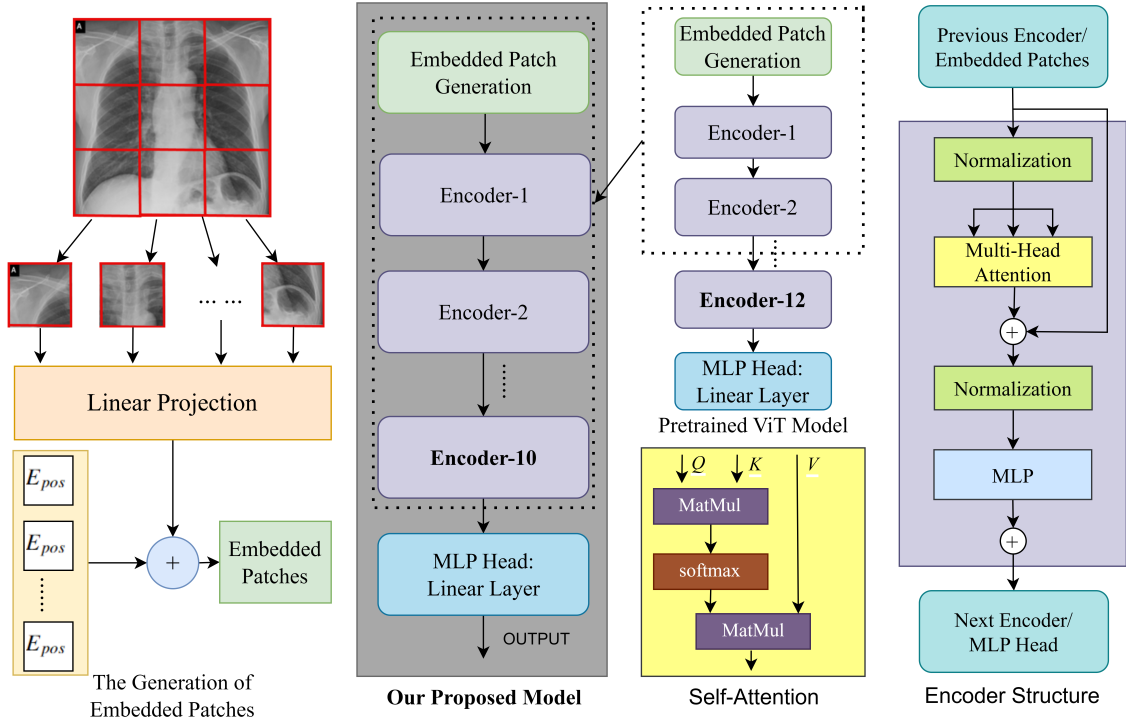 A
A
... ...
Linear Projection
E_pos
E_pos
E_pos
+
Embedded
Patches
The Generation of
Embedded Patches
Embedded Patch
Generation
Encoder-1
Encoder-2
Encoder-10
MLP Head:
Linear Layer
OUTPUT
Our Proposed Model
Embedded Patch
Generation
Encoder-1
Encoder-2
Encoder-12
MLP Head:
Linear Layer
Pretrained ViT Model
Q K V
MatMul
softmax
MatMul
Self-Attention
Previous Encoder/
Embedded Patches
Normalization
Multi-Head
Attention
+
Normalization
MLP
+
Next Encoder/
MLP Head
Encoder Structure